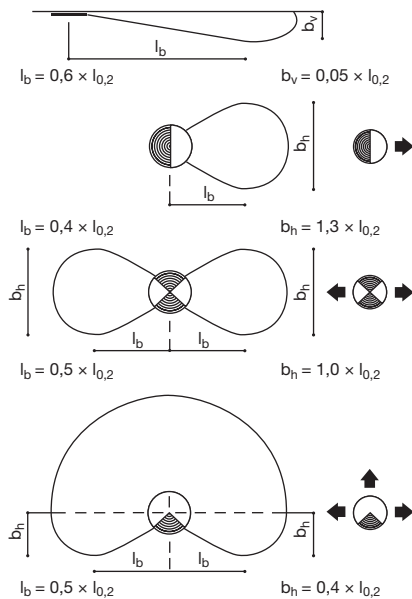 b_v
l_b
l_b = 0,6 × l_0,2 b_v = 0,05 × l_0,2
b_h
l_b
l_b = 0,4 × l_0,2 b_h = 1,3 × l_0,2
b_h b_h
l_b l_b
l_b = 0,5 × l_0,2 b_h = 1,0 × l_0,2
b_h b_h
l_b l_b
l_b = 0,5 × l_0,2 b_h = 0,4 × l_0,2